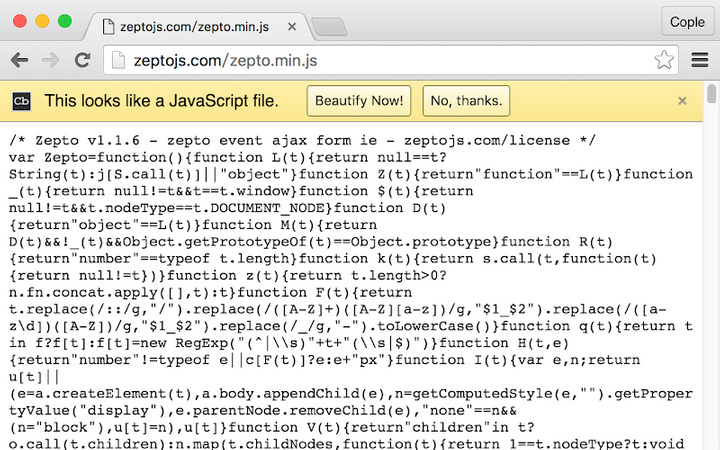 zeptojs.com/zepto.min.js
Cople
zeptojs.com/zepto.min.js
Cb This looks like a JavaScript file. Beautify Now! No, thanks.
/* Zepto v1.1.6 - zepto event ajax form ie - zeptojs.com/license */
var Zepto=function(){function L(t){return null==t?
String(t):j[S.call(t)]||"object"}function Z(t){return"function"==L(t)}function
_(t){return null!=t&&t==t.window}function $(t){return
null!=t&&t.nodeType==t.DOCUMENT_NODE}function D(t)
{return"object"==L(t)}function M(t){return
D(t)&&!_(t)&&Object.getPrototypeOf(t)==Object.prototype}function R(t)
{return"number"==typeof t.length}function k(t){return s.call(t,function(t)
{return null!=t})}function z(t){return t.length>0?
n.fn.concat.apply([],t):t}function F(t){return
t.replace(/::/g,"/").replace(/([A-Z]+)([A-Z][a-z])/g,"$1_$2").replace(/([a-
z\d])([A-Z])/g,"$1_$2").replace(/_/g,"-").toLowerCase()}function q(t){return t
in f?f[t]:f[t]=new RegExp("(^|\\s)"+t+"(\\s|$)")}function H(t,e)
{return"number"!=typeof e||c[F(t)]?e:e+"px"}function I(t){var e,n;return
u[t]||
(e=a.createElement(t),a.body.appendChild(e),n=getComputedStyle(e,"").getProper
tyValue("display"),e.parentNode.removeChild(e),"none"==n&&
(n="block"),u[t]=n),u[t]}function V(t){return"children"in t?
o.call(t.children):n.map(t.childNodes,function(t){return 1==t.nodeType?t:void